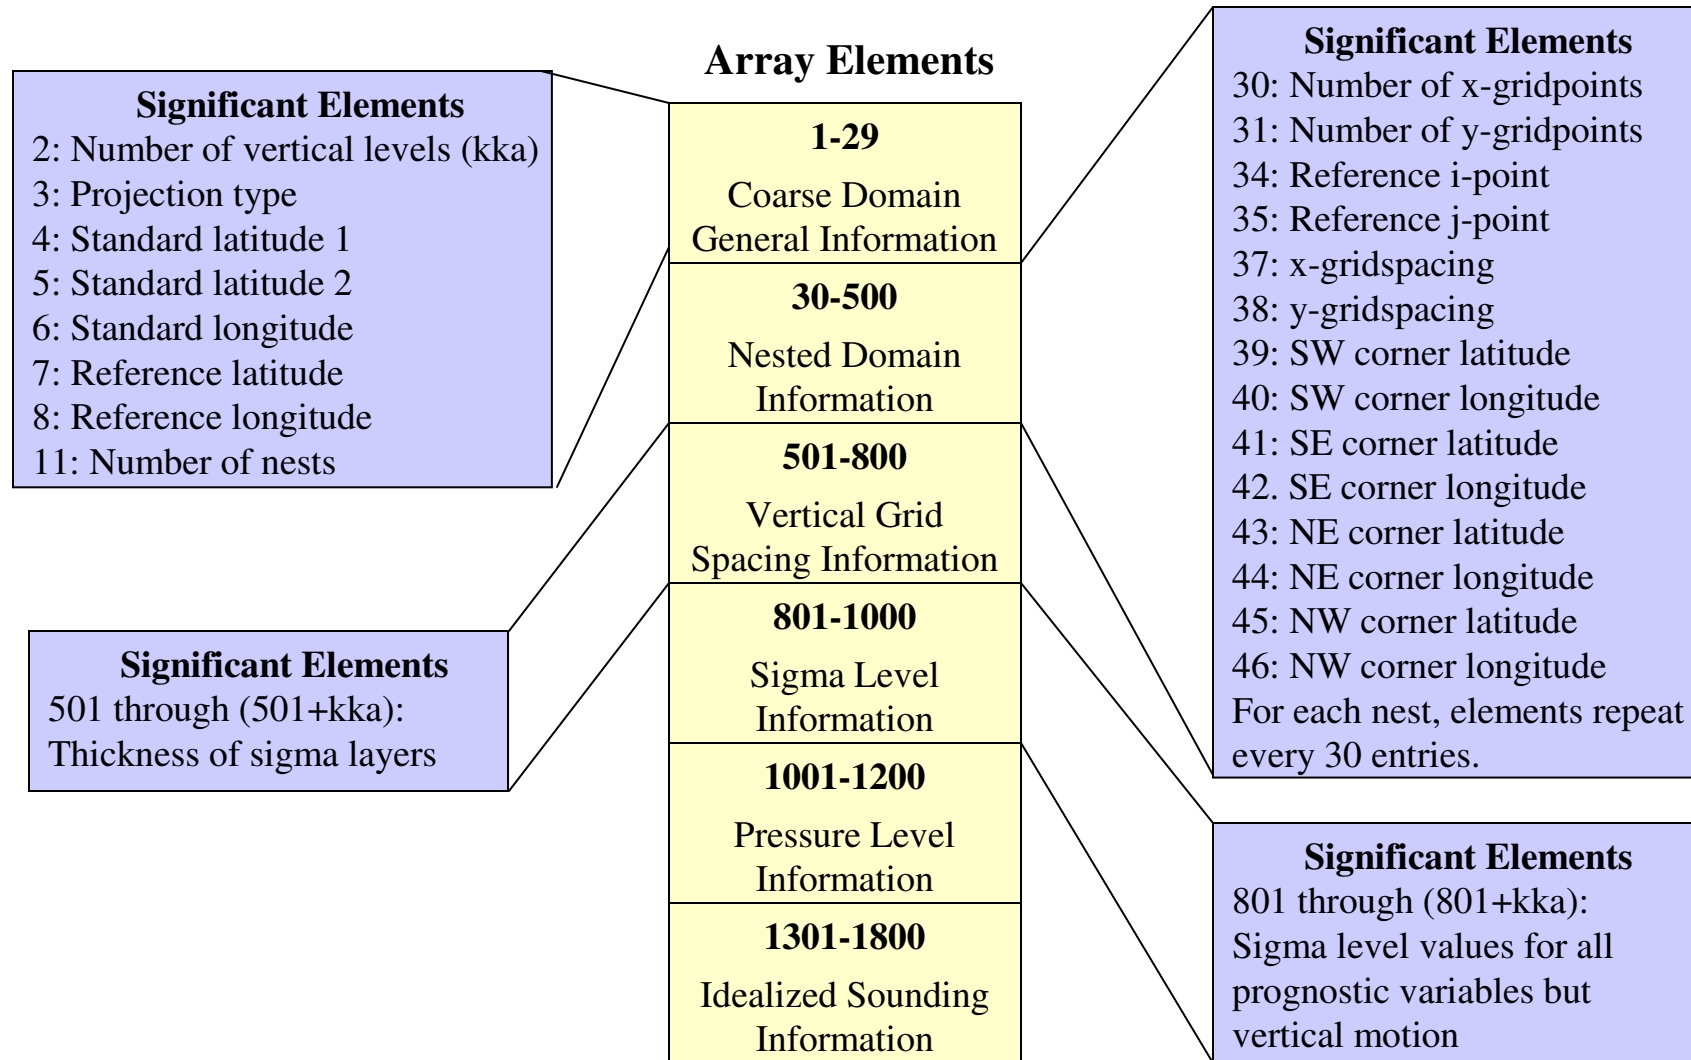 Array Elements
Significant Elements
2: Number of vertical levels (kka)
3: Projection type
4: Standard latitude 1
5: Standard latitude 2
6: Standard longitude
7: Reference latitude
8: Reference longitude
11: Number of nests
1-29
Coarse Domain
General Information
30-500
Nested Domain
Information
501-800
Vertical Grid
Spacing Information
801-1000
Sigma Level
Information
1001-1200
Pressure Level
Information
1301-1800
Idealized Sounding
Information
Significant Elements
30: Number of x-gridpoints
31: Number of y-gridpoints
34: Reference i-point
35: Reference j-point
37: x-gridspacing
38: y-gridspacing
39: SW corner latitude
40: SW corner longitude
41: SE corner latitude
42. SE corner longitude
43: NE corner latitude
44: NE corner longitude
45: NW corner latitude
46: NW corner longitude
For each nest, elements repeat
every 30 entries.
Significant Elements
501 through (501+kka):
Thickness of sigma layers
Significant Elements
801 through (801+kka):
Sigma level values for all
prognostic variables but
vertical motion